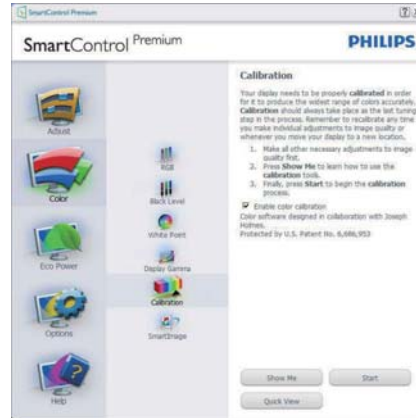 SmartControl Premium
SmartControl Premium
PHILIPS
Adjust
Color
Eco Power
Options
Help
RGB
Black Level
White Point
Display Gamma
Calibration
SmartImage
Calibration
Your display needs to be properly calibrated in order
for it to produce the widest range of colors accurately.
Calibration should always take place as the last tuning
step in the process. Remember to recalibrate any time
you make individual adjustments to image quality or
whenever you move your display to a new location.
1. Make all other necessary adjustments to image
quality first.
2. Press Show Me to learn how to use the
calibration tools.
3. Finally, press Start to begin the calibration
process.
Enable color calibration
Color software designed in collaboration with Joseph
Holmes.
Protected by U.S. Patent No. 6,686,953
Show Me
Start
Quick View